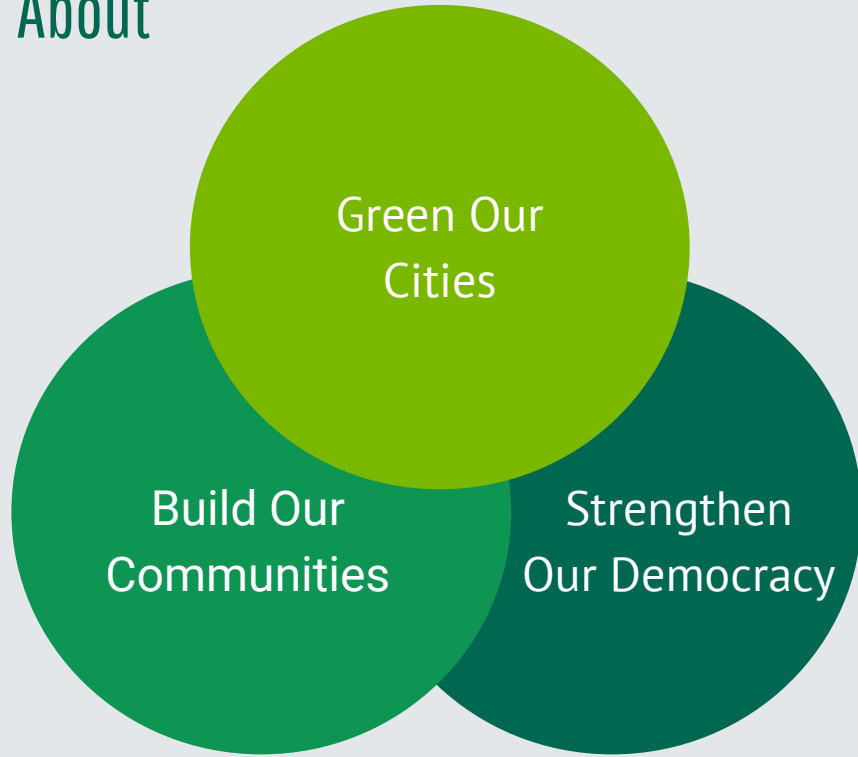 About
Green Our
Cities
Build Our
Communities
Strengthen
Our Democracy